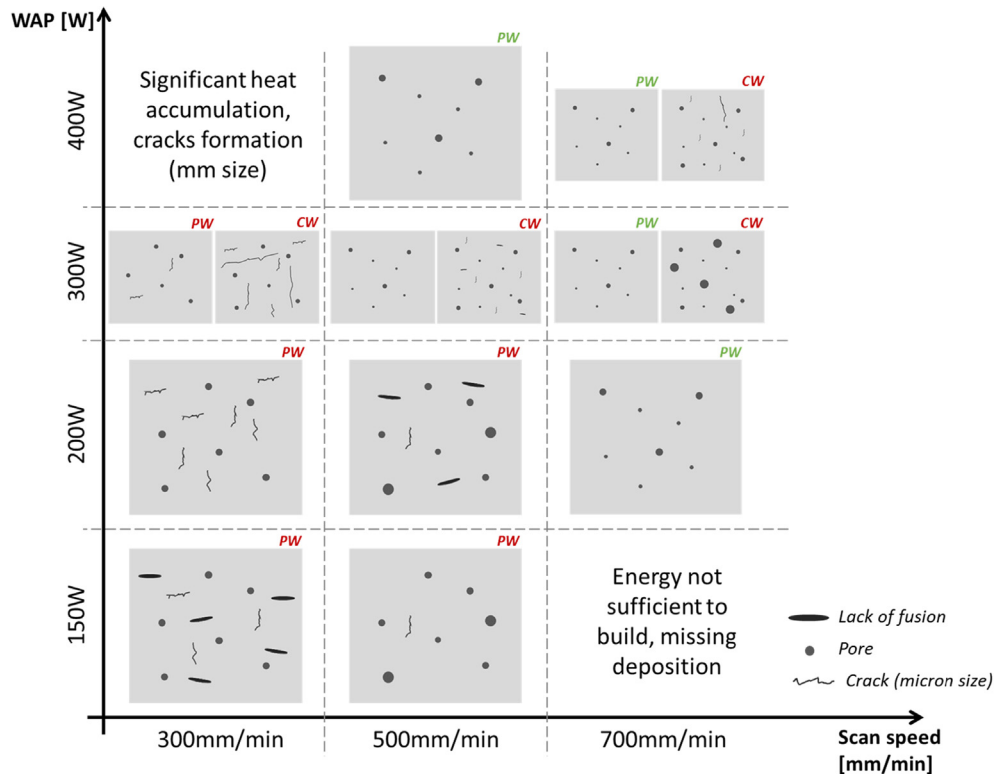 WAP [W]
400W
Significant heat
accumulation,
cracks formation
(mm size)
PW
PW
CW
300W
PW
CW
CW
PW
CW
200W
PW
PW
PW
150W
PW
PW
Energy not
sufficient to
build, missing
deposition
Lack of fusion
Pore
Crack (micron size)
300mm/min
500mm/min
700mm/min
Scan speed
[mm/min]